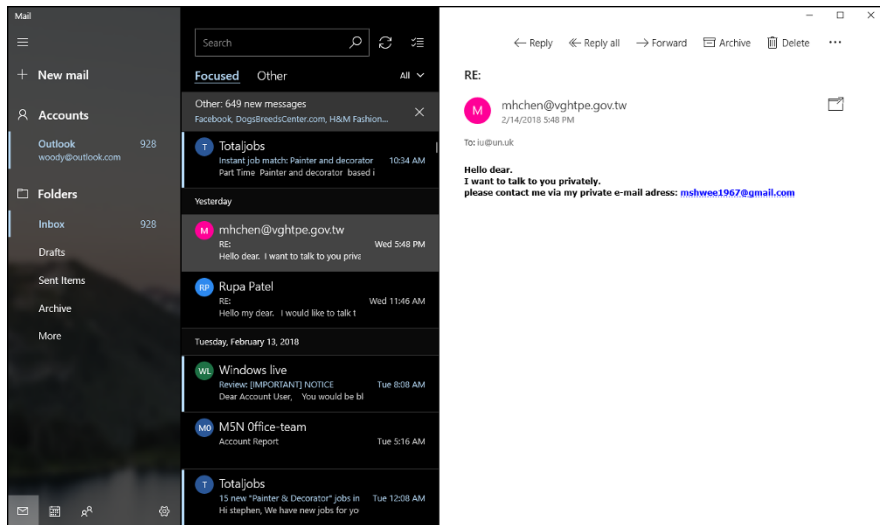 Mail
+ New mail
Accounts
Outlook 928
woody@outlook.com
Folders
Inbox 928
Drafts
Sent Items
Archive
More
Search
Focused Other All
Other: 649 new messages
Facebook, DogsBreedsCenter.com, H&M Fashion...
T Totaljobs
Instant job match: Painter and decorator 10:34 AM
Part Time Painter and decorator based i
Yesterday
M mhchen@vghtpe.gov.tw
RE: Wed 5:48 PM
Hello dear. I want to talk to you priva
RP Rupa Patel
RE: Wed 11:46 AM
Hello my dear. I would like to talk t
Tuesday, February 13, 2018
WL Windows live
Review: [IMPORTANT] NOTICE Tue 8:08 AM
Dear Account User, You would be bl
M0 M5N 0ffice-team
Account Report Tue 5:16 AM
T Totaljobs
15 new "Painter & Decorator" jobs in Tue 12:08 AM
Hi stephen, We have new jobs for yo
Reply Reply all Forward Archive Delete ...
RE:
M mhchen@vghtpe.gov.tw
2/14/2018 5:48 PM
To: iu@un.uk
Hello dear.
I want to talk to you privately.
please contact me via my private e-mail adress: mshwee1967@gmail.com